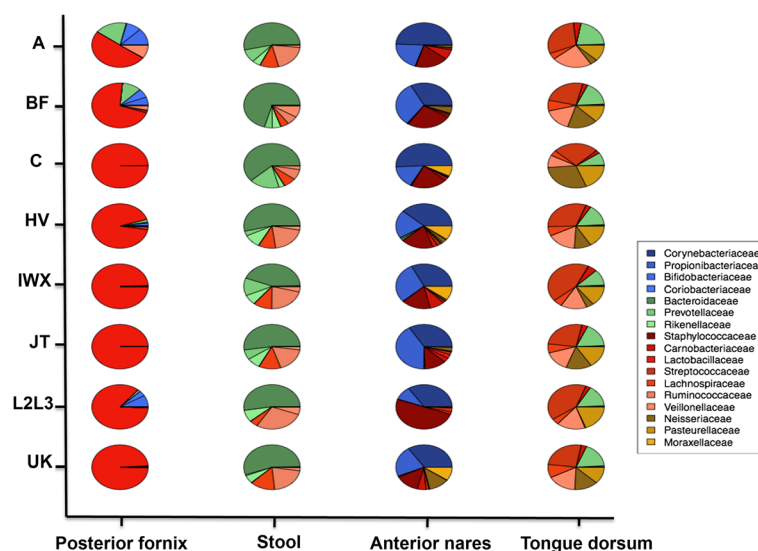 A
BF
C
HV
IWX
JT
L2L3
UK
Posterior fornix
Stool
Anterior nares
Tongue dorsum
Corynebacteriaceae
Propionibacteriaceae
Bifidobacteriaceae
Coriobacteriaceae
Bacteroidaceae
Prevotellaceae
Rikenellaceae
Staphylococcaceae
Carnobacteriaceae
Lactobacillaceae
Streptococcaceae
Lachnospiraceae
Ruminococcaceae
Veillonellaceae
Neisseriaceae
Pasteurellaceae
Moraxellaceae